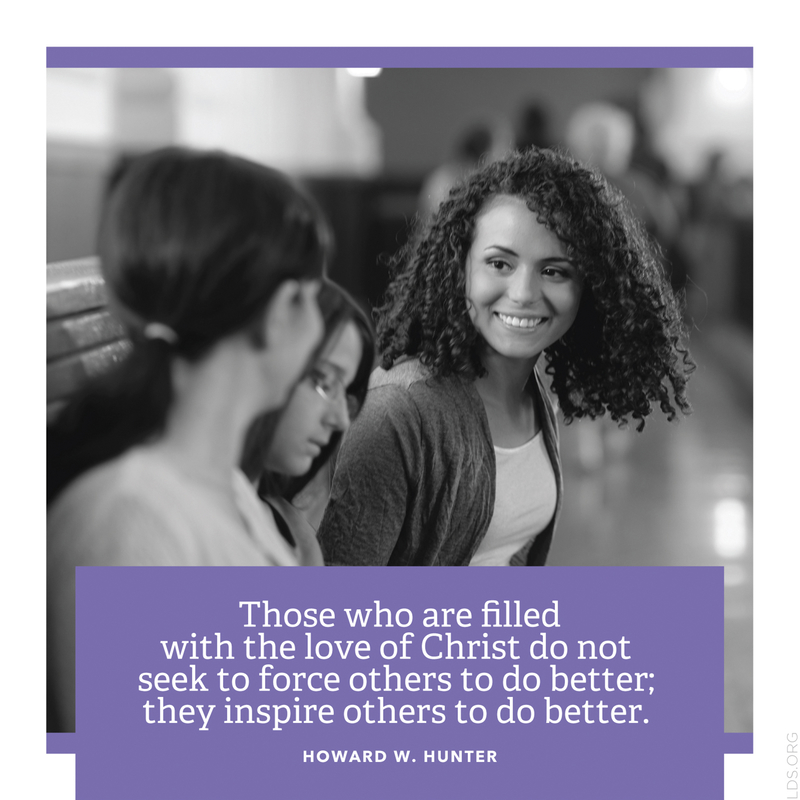 Those who are filled
with the love of Christ do not
seek to force others to do better;
they inspire others to do better.
HOWARD W. HUNTER
LDS.ORG